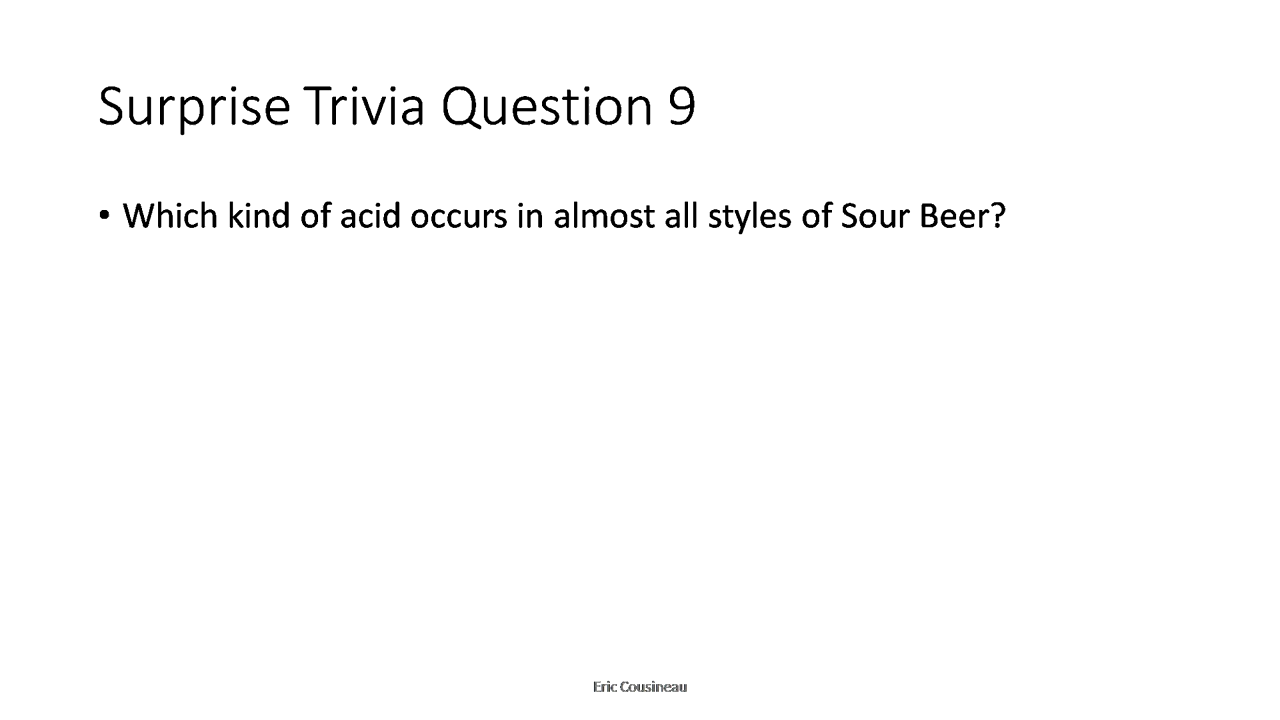 Surprise Trivia Question 9
• Which kind of acid occurs in almost all styles of Sour Beer?
Eric Cousineau